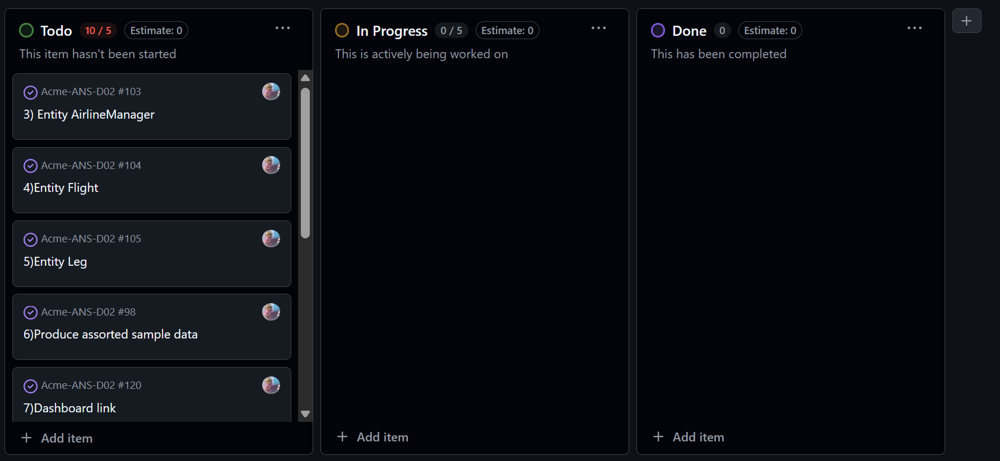 Todo 10 / 5 Estimate: 0
This item hasn't been started
Acme-ANS-D02 #103
3) Entity AirlineManager
Acme-ANS-D02 #104
4)Entity Flight
Acme-ANS-D02 #105
5)Entity Leg
Acme-ANS-D02 #98
6)Produce assorted sample data
Acme-ANS-D02 #120
7)Dashboard link
+ Add item
In Progress 0 / 5 Estimate: 0
This is actively being worked on
+ Add item
Done 0 Estimate: 0
This has been completed
+ Add item